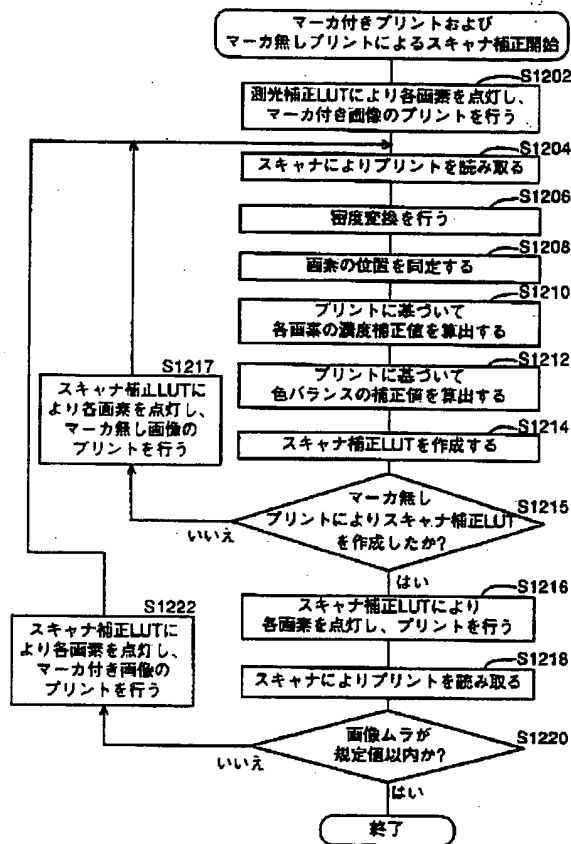 マーカ付きプリントおよび
マーカ無しプリントによるスキャナ補正開始
S1202
測光補正LUTにより各画素を点灯し、
マーカ付き画像のプリントを行う
S1204
スキャナによりプリントを読み取る
S1206
密度変換を行う
S1208
画素の位置を同定する
S1210
プリントに基づいて
各画素の濃度補正値を算出する
S1212
プリントに基づいて
色バランスの補正値を算出する
S1214
スキャナ補正LUTを作成する
S1215
マーカ無し
プリントによりスキャナ補正LUT
を作成したか?
いいえ
はい
S1217
スキャナ補正LUTに
より各画素を点灯し、
マーカ無し画像の
プリントを行う
S1216
スキャナ補正LUTにより
各画素を点灯し、プリントを行う
S1218
スキャナによりプリントを読み取る
S1220
画像ムラが
規定値以内か?
いいえ
はい
S1222
スキャナ補正LUTに
より各画素を点灯し、
マーカ付き画像の
プリントを行う
終了